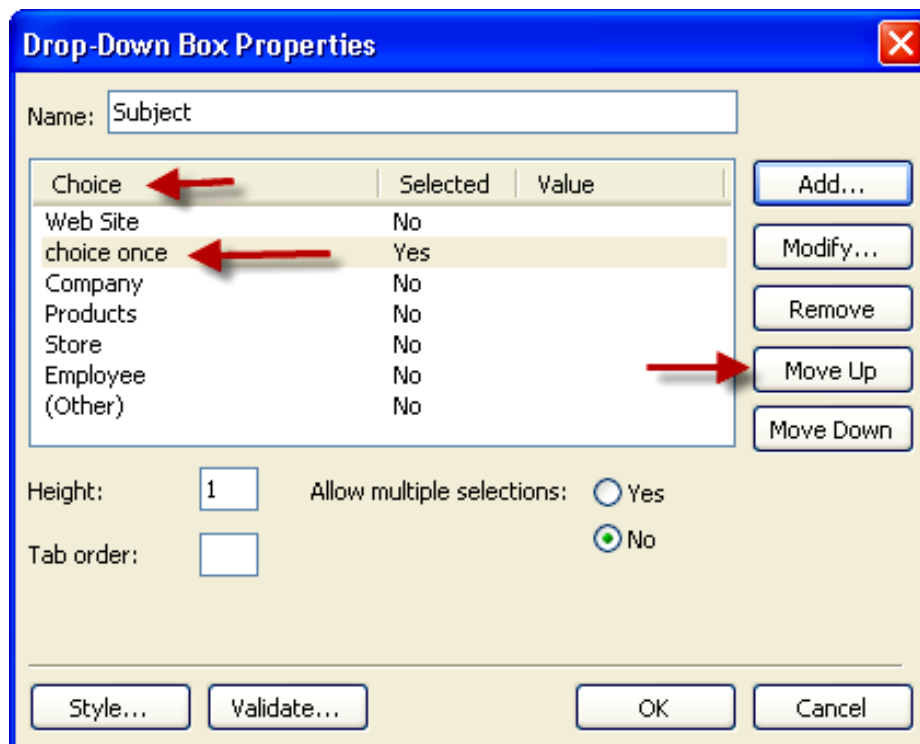 Drop-Down Box Properties
Name: Subject
Choice Selected Value Add...
Web Site No
choice once Yes Modify...
Company No
Products No Remove
Store No
Employee No Move Up
(Other) No
Move Down
Height: 1 Allow multiple selections: Yes
No
Tab order:
Style... Validate... OK Cancel